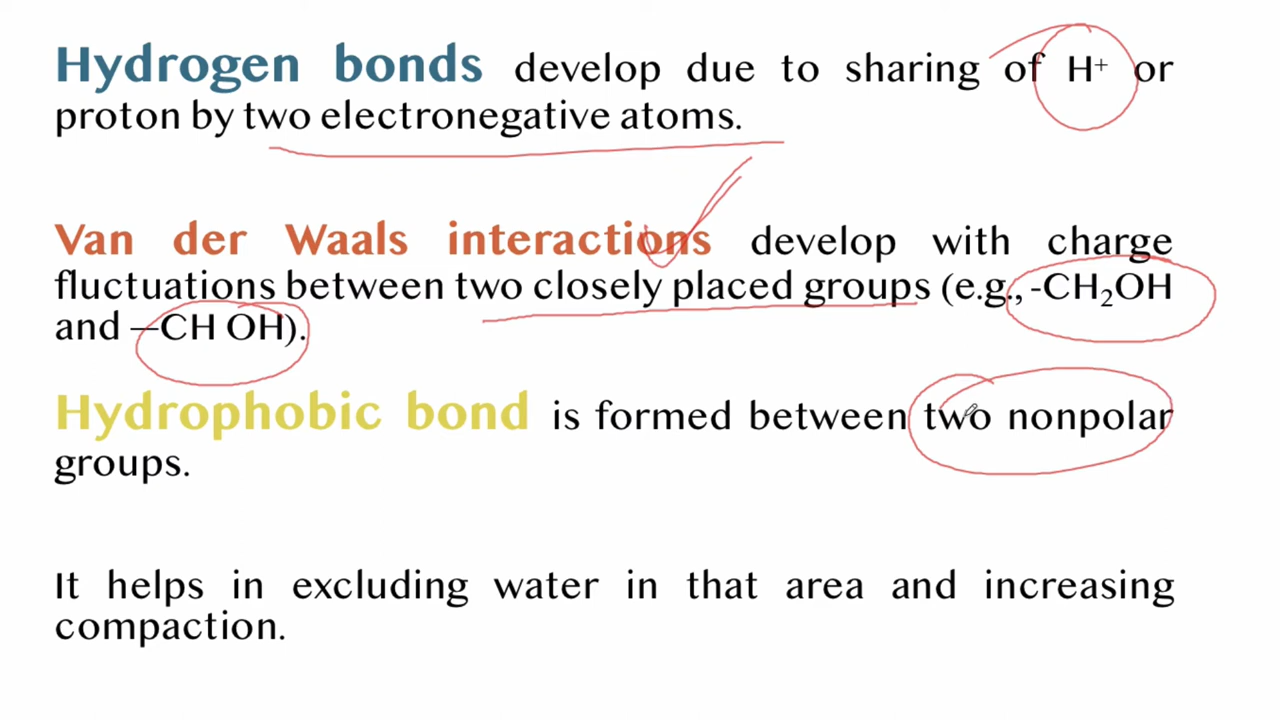 Hydrogen bonds develop due to sharing of H⁺ or
proton by two electronegative atoms.
Van der Waals interactions develop with charge
fluctuations between two closely placed groups (e.g., -CH₂OH
and –CH OH).
Hydrophobic bond is formed between two nonpolar
groups.
It helps in excluding water in that area and increasing
compaction.